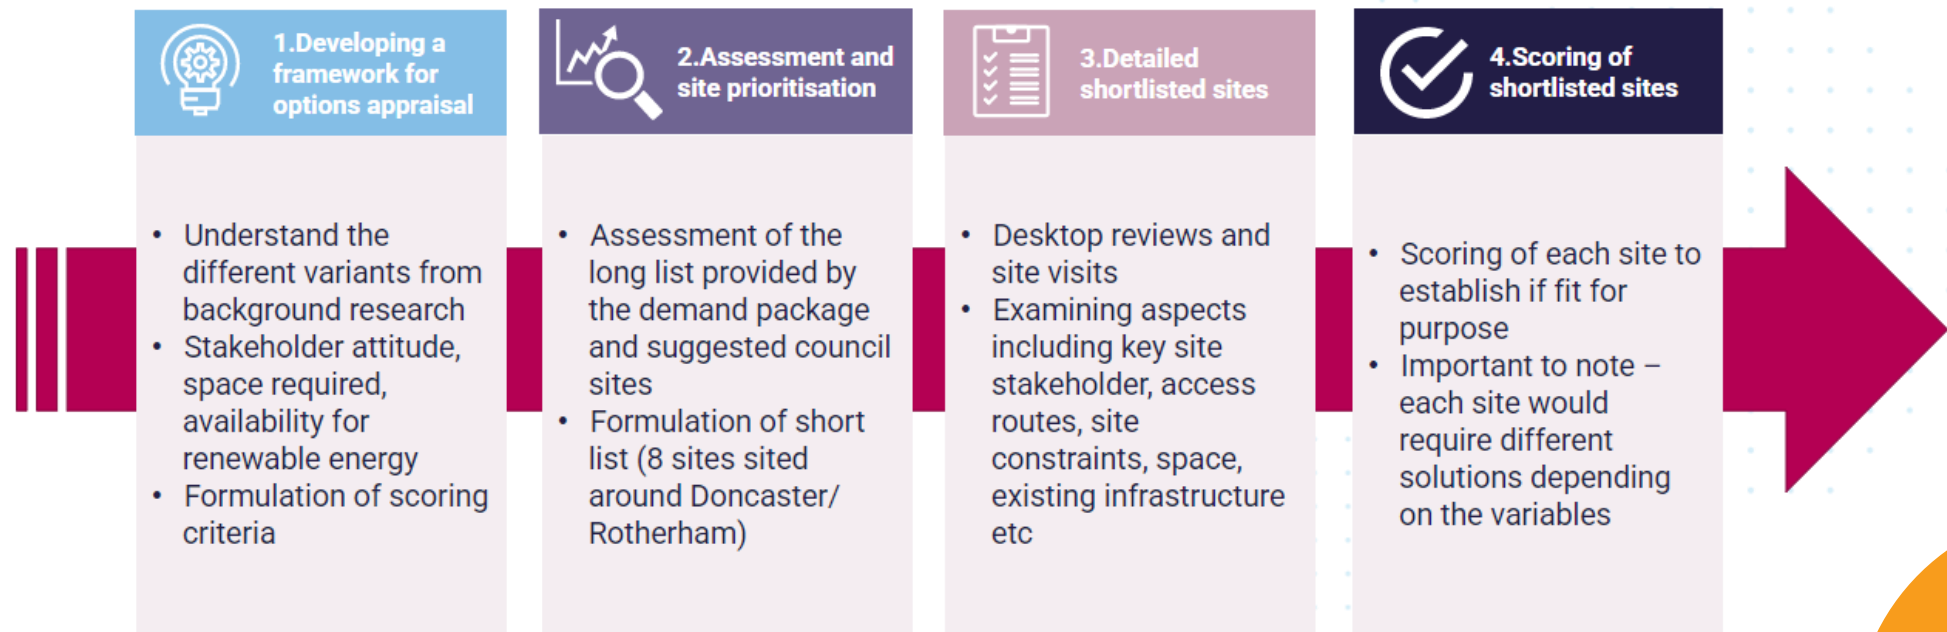 1.Developing a
framework for
options appraisal
• Understand the
different variants from
background research
• Stakeholder attitude,
space required,
availability for
renewable energy
• Formulation of scoring
criteria
2.Assessment and
site prioritisation
• Assessment of the
long list provided by
the demand package
and suggested council
sites
• Formulation of short
list (8 sites sited
around Doncaster/
Rotherham)
3.Detailed
shortlisted sites
• Desktop reviews and
site visits
• Examining aspects
including key site
stakeholder, access
routes, site
constraints, space,
existing infrastructure
etc
4.Scoring of
shortlisted sites
• Scoring of each site to
establish if fit for
purpose
• Important to note –
each site would
require different
solutions depending
on the variables